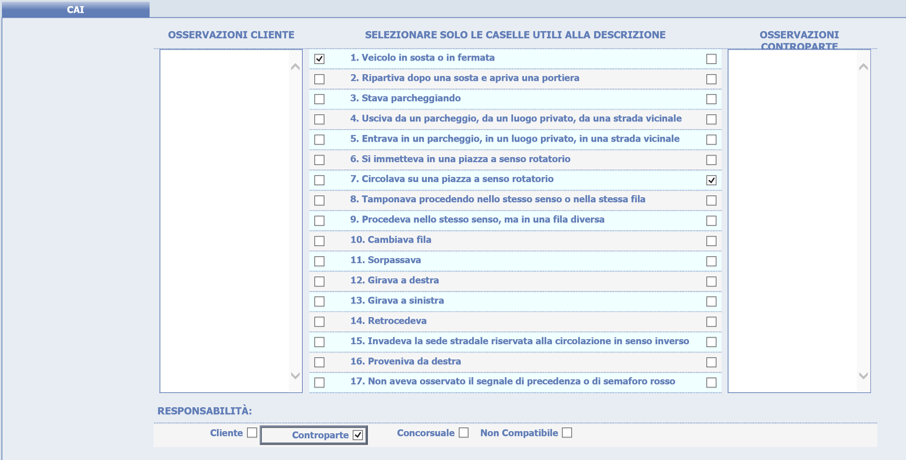 CAI
OSSERVAZIONI CLIENTE
SELEZIONARE SOLO LE CASELLE UTILI ALLA DESCRIZIONE
OSSERVAZIONI
CONTROPARTE
1. Veicolo in sosta o in fermata
2. Ripartiva dopo una sosta e apriva una portiera
3. Stava parcheggiando
4. Usciva da un parcheggio, da un luogo privato, da una strada vicinale
5. Entrava in un parcheggio, in un luogo privato, in una strada vicinale
6. Si immetteva in una piazza a senso rotatorio
7. Circolava su una piazza a senso rotatorio
8. Tamponava procedendo nello stesso senso o nella stessa fila
9. Procedeva nello stesso senso, ma in una fila diversa
10. Cambiava fila
11. Sorpassava
12. Girava a destra
13. Girava a sinistra
14. Retrocedeva
15. Invadeva la sede stradale riservata alla circolazione in senso inverso
16. Proveniva da destra
17. Non aveva osservato il segnale di precedenza o di semaforo rosso
RESPONSABILITÀ:
Cliente Controparte Concorsuale Non Compatibile